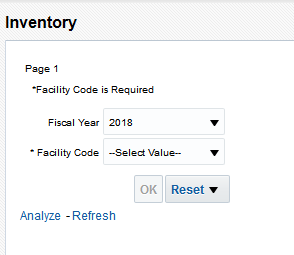 Inventory
Page 1
*Facility Code is Required
Fiscal Year 2018
* Facility Code --Select Value--
OK Reset
Analyze - Refresh